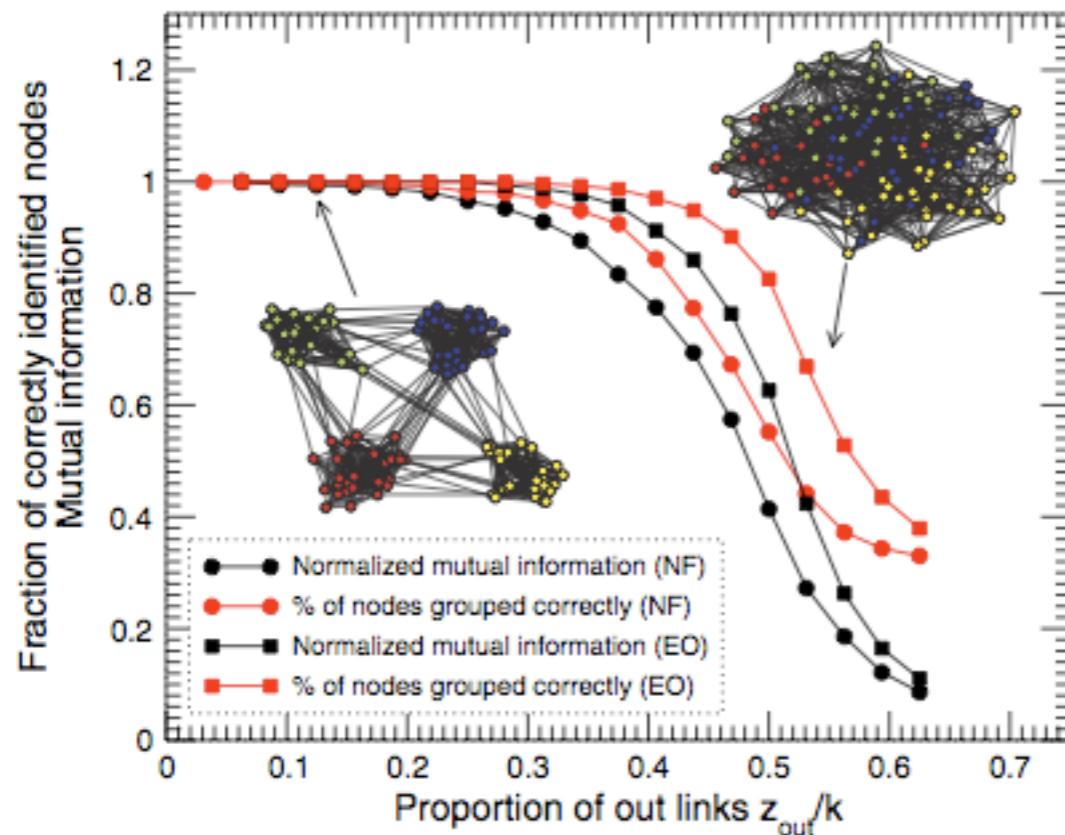 Fraction of correctly identified nodes
Mutual information
1.2
1
0.8
0.6
0.4
0.2
0
Normalized mutual information (NF)
% of nodes grouped correctly (NF)
Normalized mutual information (EO)
% of nodes grouped correctly (EO)
0 0.1 0.2 0.3 0.4 0.5 0.6 0.7
Proportion of out links z_out/k